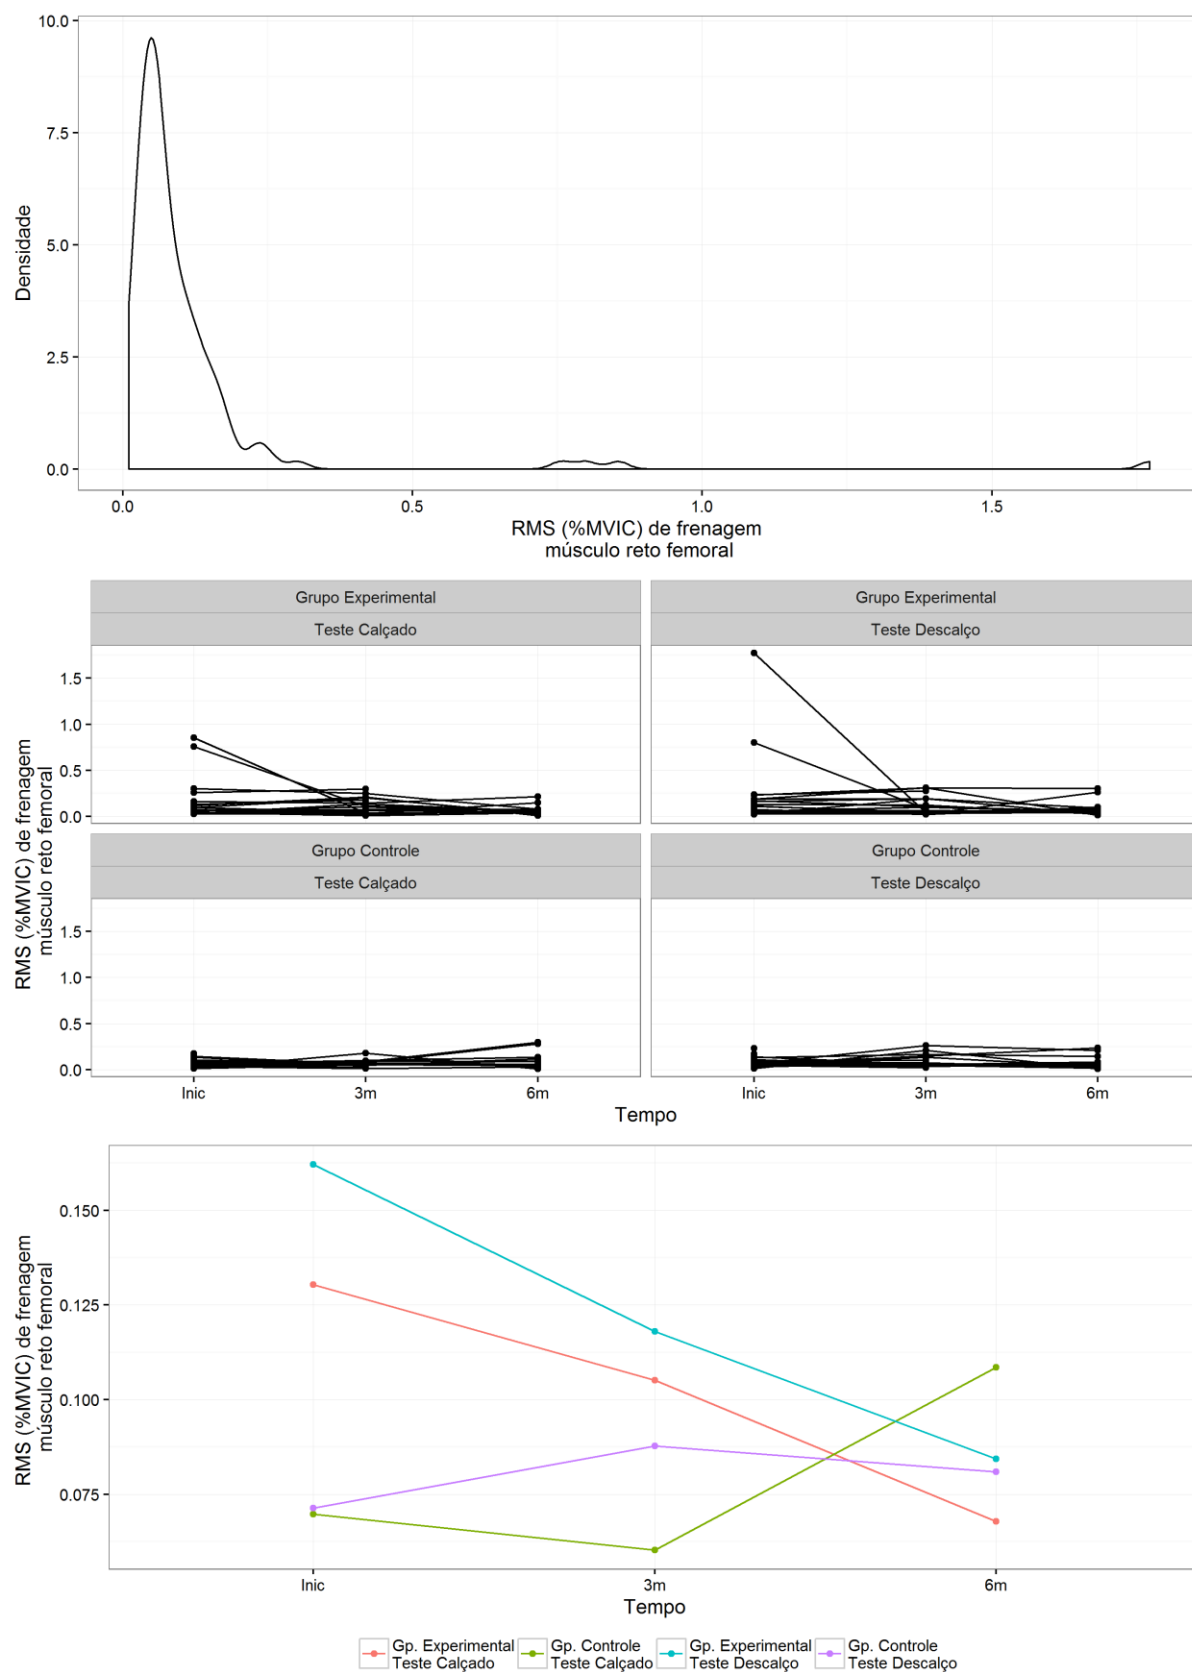 10.0
7.5
5.0
2.5
0.0
Densidade
0.0
0.5
1.0
1.5
RMS (%MVIC) de frenagem
músculo reto femoral
Grupo Experimental
Teste Calçado
Grupo Experimental
Teste Descalço
1.5
1.0
0.5
0.0
Grupo Controle
Teste Calçado
Grupo Controle
Teste Descalço
1.5
1.0
0.5
0.0
RMS (%MVIC) de frenagem
músculo reto femoral
Inic
3m
6m
Inic
3m
6m
Tempo
0.150
0.125
0.100
0.075
RMS (%MVIC) de frenagem
músculo reto femoral
Inic
3m
6m
Tempo
Gp. Experimental
Teste Calçado
Gp. Controle
Teste Calçado
Gp. Experimental
Teste Descalço
Gp. Controle
Teste Descalço